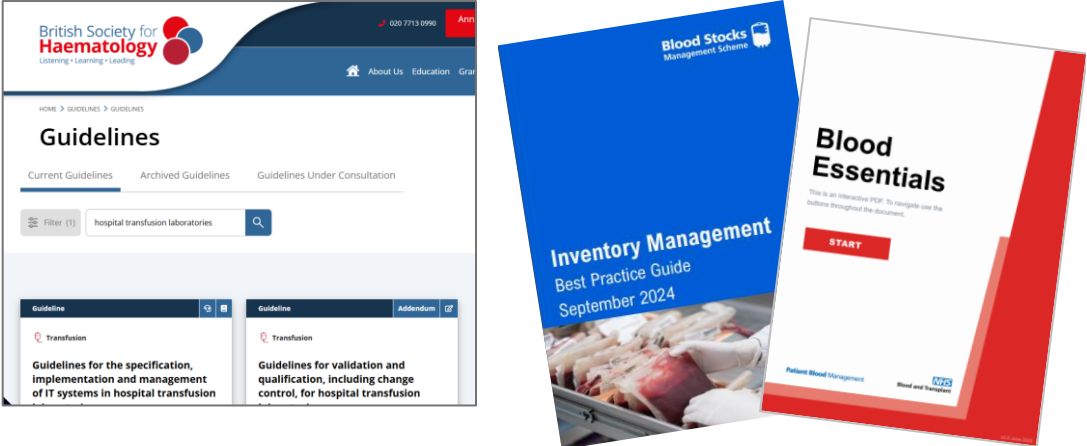 British Society for
Haematology
Listening • Learning • Leading
020 7713 0990
Ann
About Us Education Gran
HOME > GUIDELINES > GUIDELINES
Guidelines
Current Guidelines Archived Guidelines Guidelines Under Consultation
Filter (1) hospital transfusion laboratories
Guideline
Transfusion
Guidelines for the specification,
implementation and management
of IT systems in hospital transfusion
Guideline Addendum
Transfusion
Guidelines for validation and
qualification, including change
control, for hospital transfusion
Blood Stocks
Management Scheme
Inventory Management
Best Practice Guide
September 2024
Blood
Essentials
This is an interactive PDF. To navigate use the
buttons throughout the document.
START
Patient Blood Management
NHS
Blood and Transplant